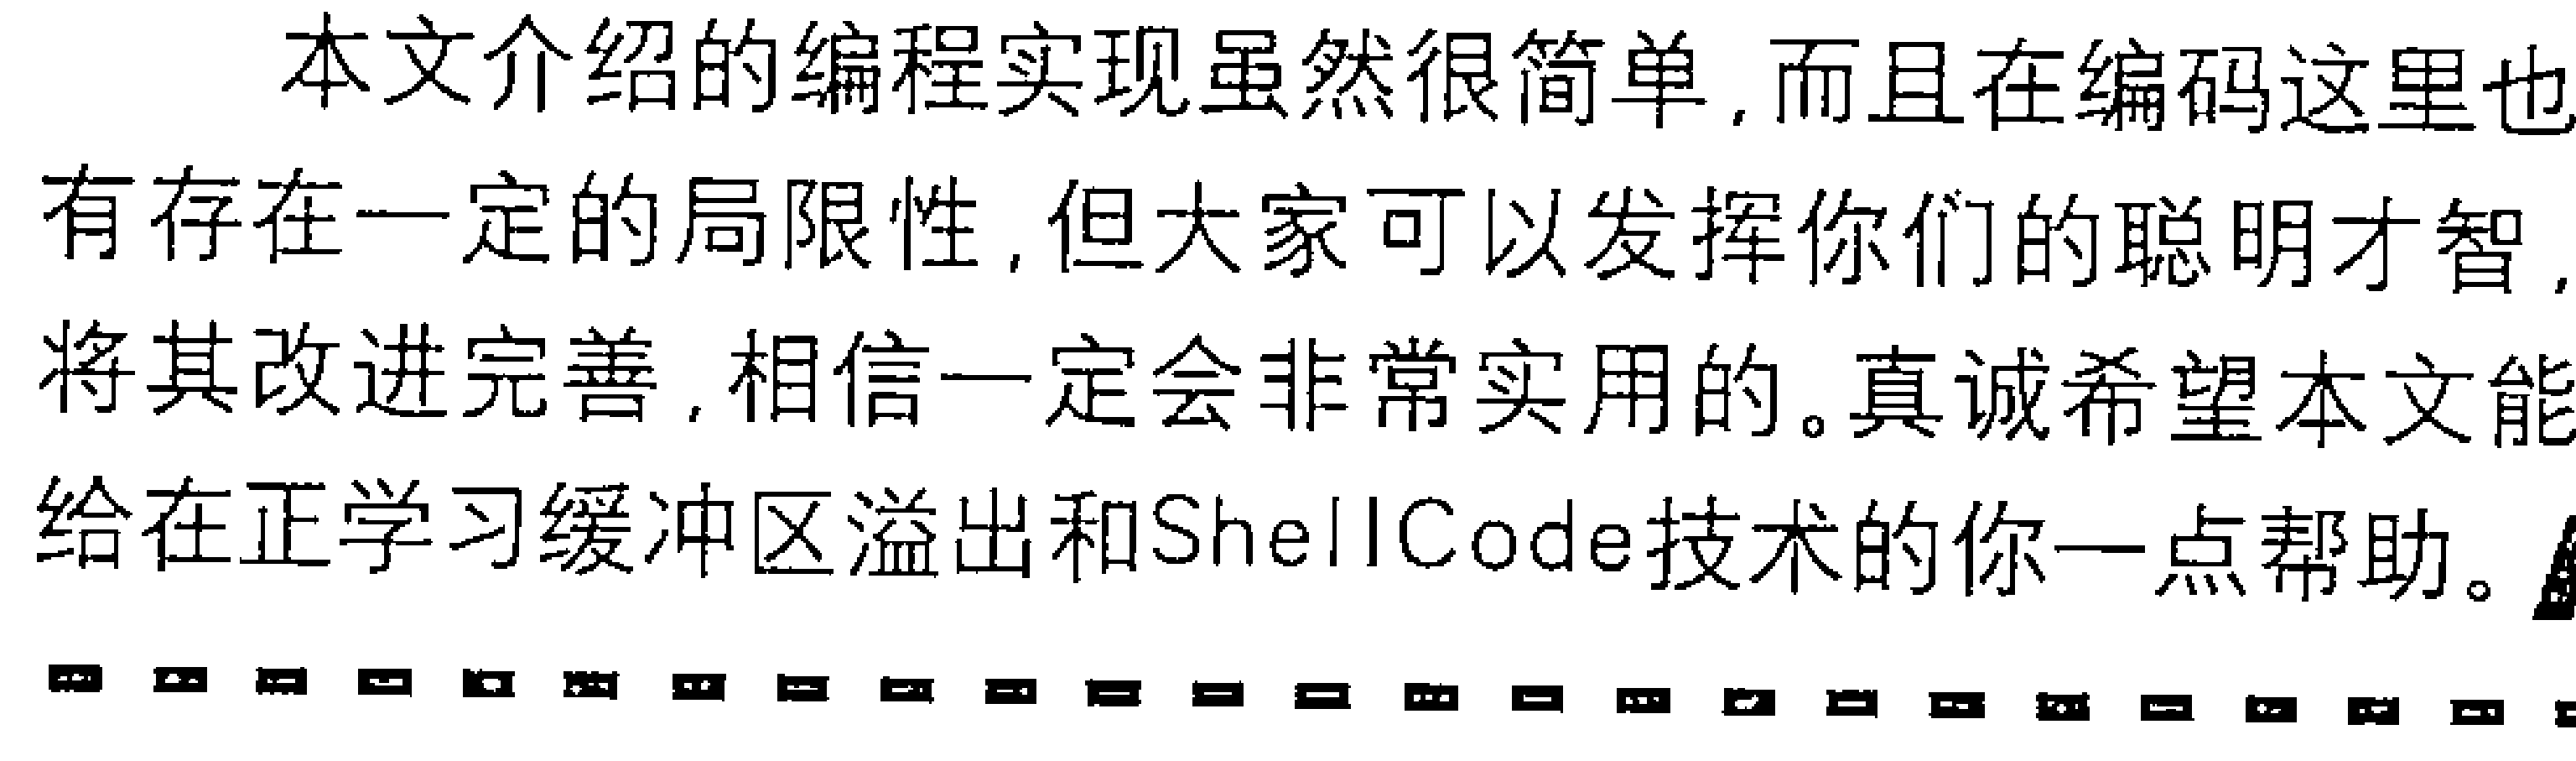 本文介绍的编程实现虽然很简单,而且在编码这里也
有存在一定的局限性,但大家可以发挥你们的聪明才智,
将其改进完善,相信一定会非常实用的。真诚希望本文能
给在正学习缓冲区溢出和ShellCode技术的你一点帮助。